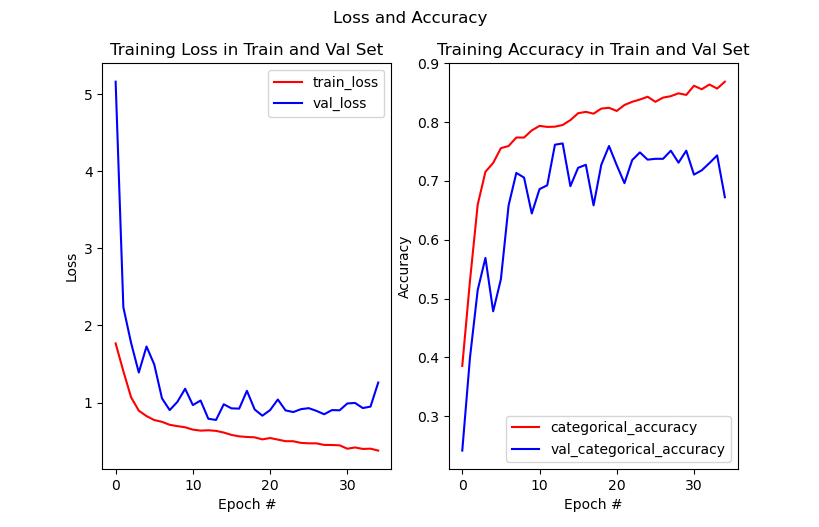 Loss and Accuracy
Training Loss in Train and Val Set
train_loss
val_loss
5
4
3
2
1
Loss
0
10
20
30
Epoch #
Training Accuracy in Train and Val Set
0.9
0.8
0.7
0.6
0.5
0.4
0.3
Accuracy
categorical_accuracy
val_categorical_accuracy
0
10
20
30
Epoch #